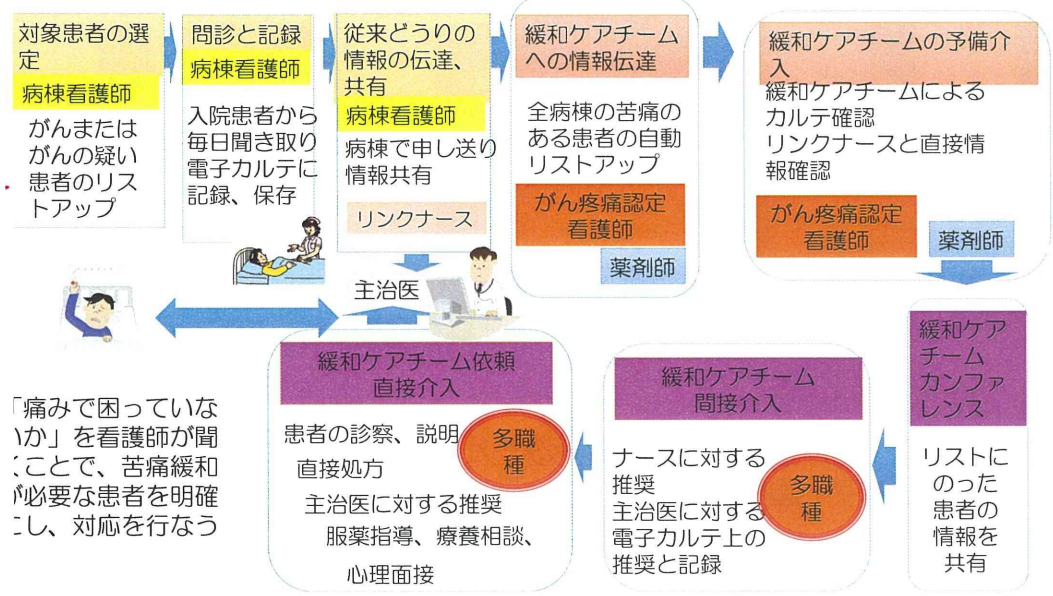 対象患者の選
定
病棟看護師
がんまたは
がんの疑い
患者のリス
トアップ
問診と記録
病棟看護師
入院患者から
毎日聞き取り
電子カルテに
記録、保存
従来どうりの
情報の伝達、
共有
病棟看護師
病棟で申し送り
情報共有
リンクナース
緩和ケアチーム
への情報伝達
全病棟の苦痛の
ある患者の自動
リストアップ
がん疼痛認定
看護師
薬剤師
緩和ケアチームの予備介
入
緩和ケアチームによる
カルテ確認
リンクナースと直接情
報確認
がん疼痛認定
看護師
薬剤師
主治医
緩和ケア
チーム
カンファ
レンス
リストに
のった
患者の
情報を
共有
緩和ケアチーム
間接介入
ナースに対する
推奨
主治医に対する
電子カルテ上の
推奨と記録
多職
種
緩和ケアチーム依頼
直接介入
患者の診察、説明
直接処方
主治医に対する推奨
服薬指導、療養相談、
心理面接
多職
種
「痛みで困っていな
いか」を看護師が聞
くことで、苦痛緩和
が必要な患者を明確
にし、対応を行なう